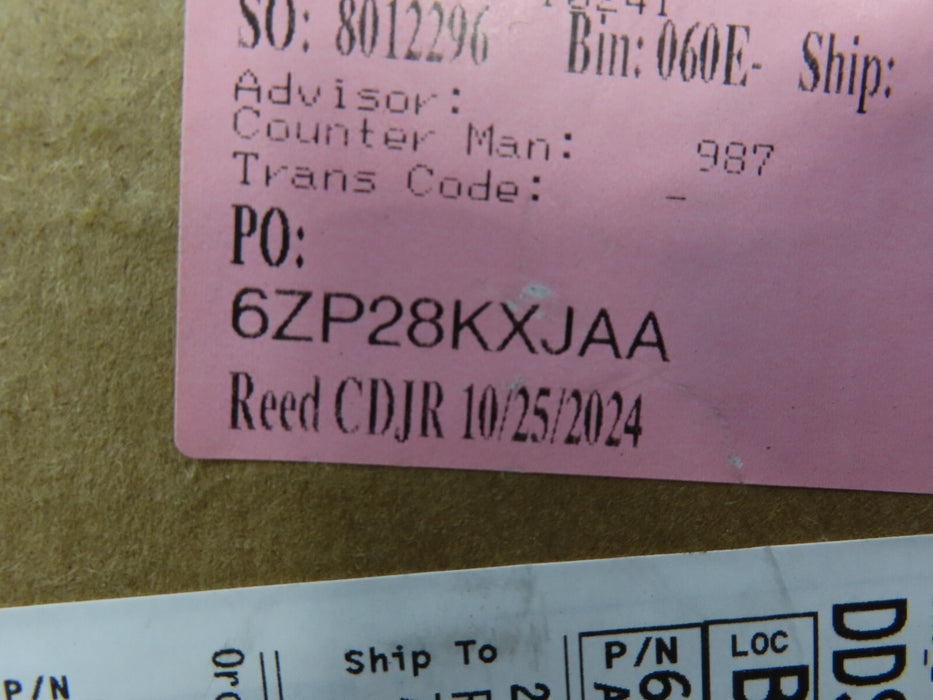 SO: 8012296 Bin: 060E- Ship:
Advisor:
Counter Man: 987
Trans Code: _
PO:
6ZP28KXJAA
Reed CDJR 10/25/2024
P/N
Ship To
P/N
LOC